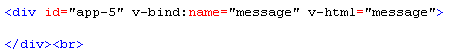 <div id="app-5" v-bind:name="message" v-html="message">
</div><br>